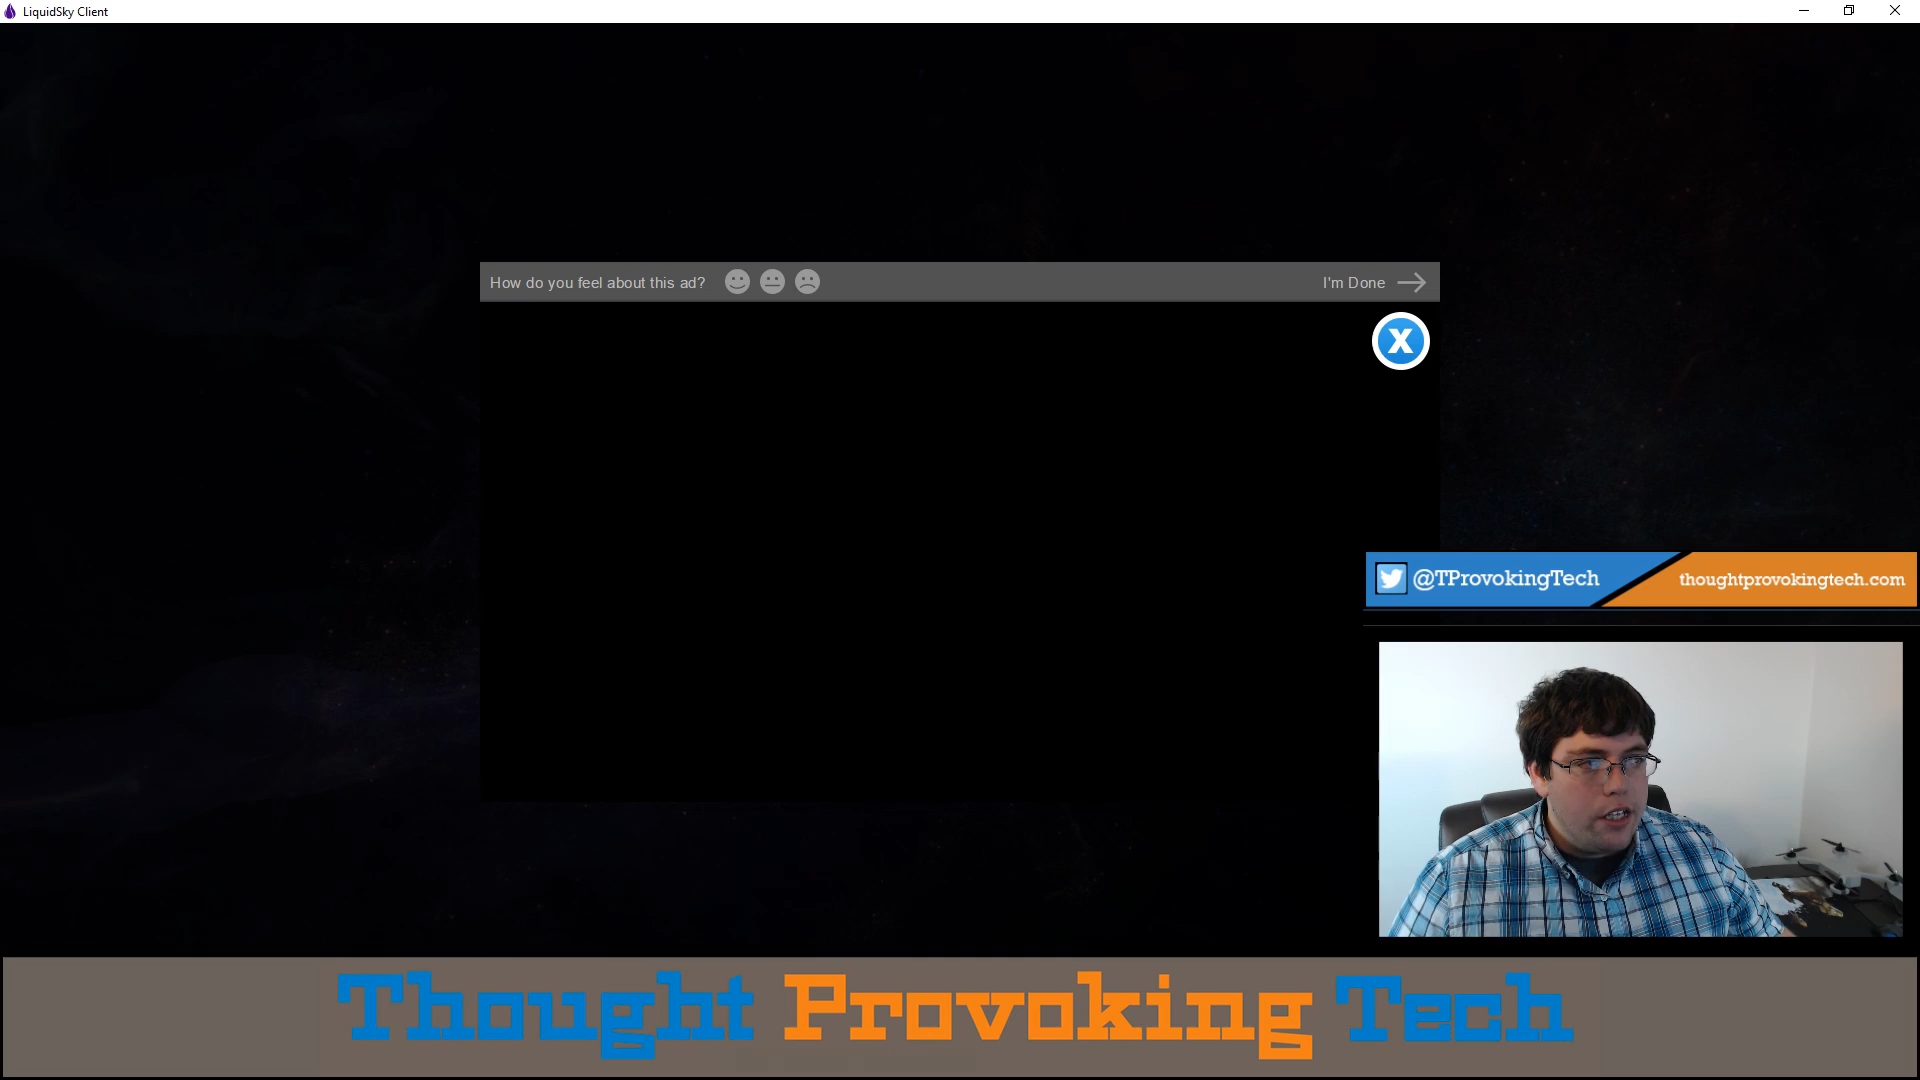 LiquidSky Client
How do you feel about this ad?
I'm Done
X
@TProvokingTech
thoughtprovokingtech.com
Thought Provoking Tech